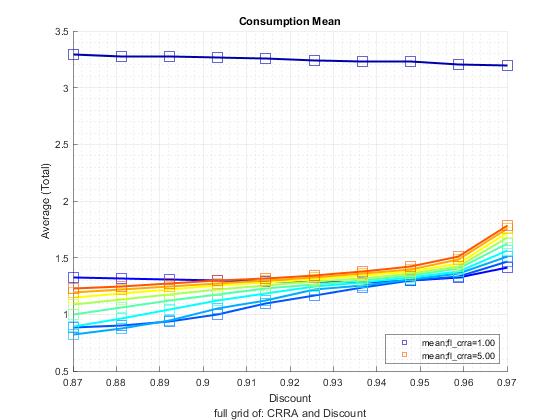 Consumption Mean
3.5
3
2.5
2
1.5
1
0.5
Average (Total)
0.87 0.88 0.89 0.9 0.91 0.92 0.93 0.94 0.95 0.96 0.97
mean;fl_crra=1.00
mean;fl_crra=5.00
Discount
full grid of: CRRA and Discount